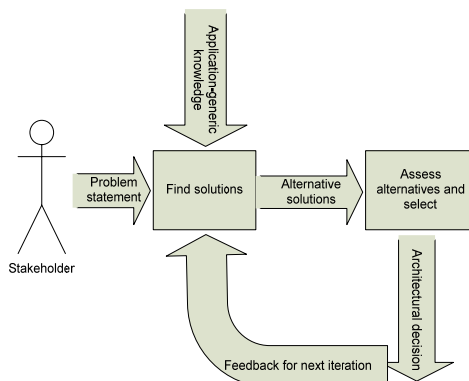 Application-generic
knowledge
Problem
statement
Find solutions
Alternative
solutions
Assess
alternatives and
select
Stakeholder
Architectural
decision
Feedback for next iteration